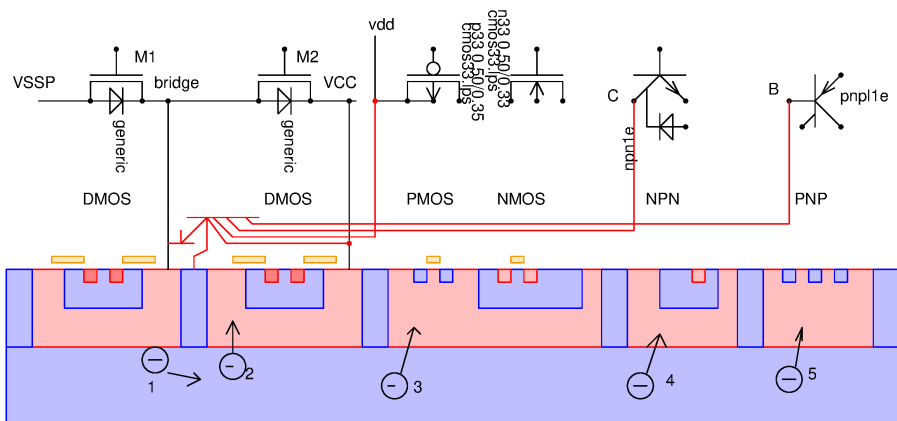 vdd
M1
M2
VSSP
bridge
VCC
generic
generic
cmos33.lps
p33 0.50/0.35
cmos33.lps
n33 0.50/0.33
C
npn1e
B
pnpl1e
DMOS
DMOS
PMOS
NMOS
NPN
PNP
1
2
3
4
5